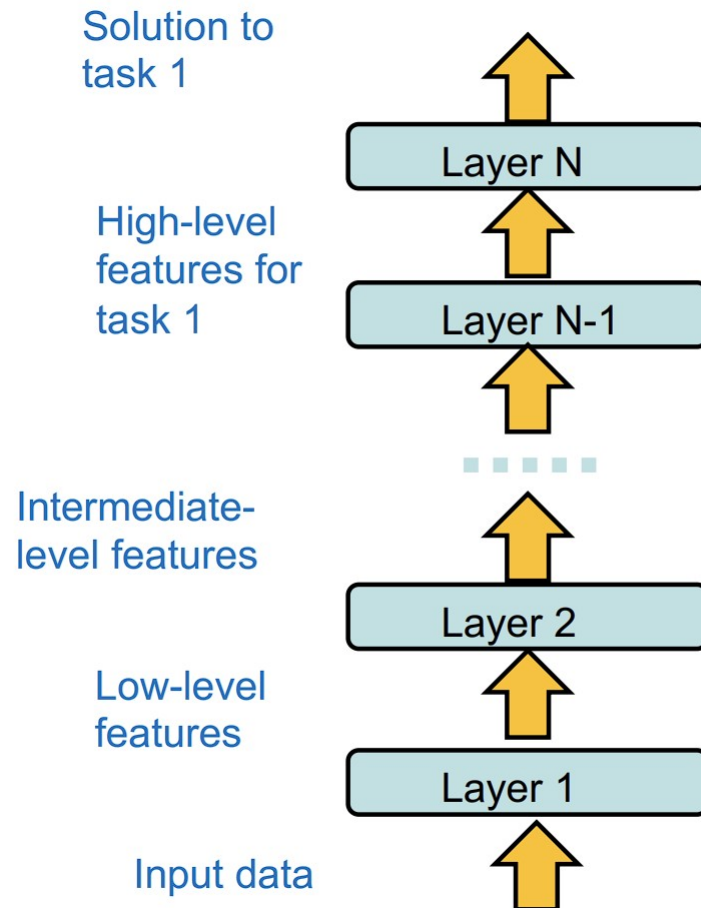 Solution to
task 1
Layer N
High-level
features for
task 1
Layer N-1
Intermediate-
level features
Layer 2
Low-level
features
Layer 1
Input data